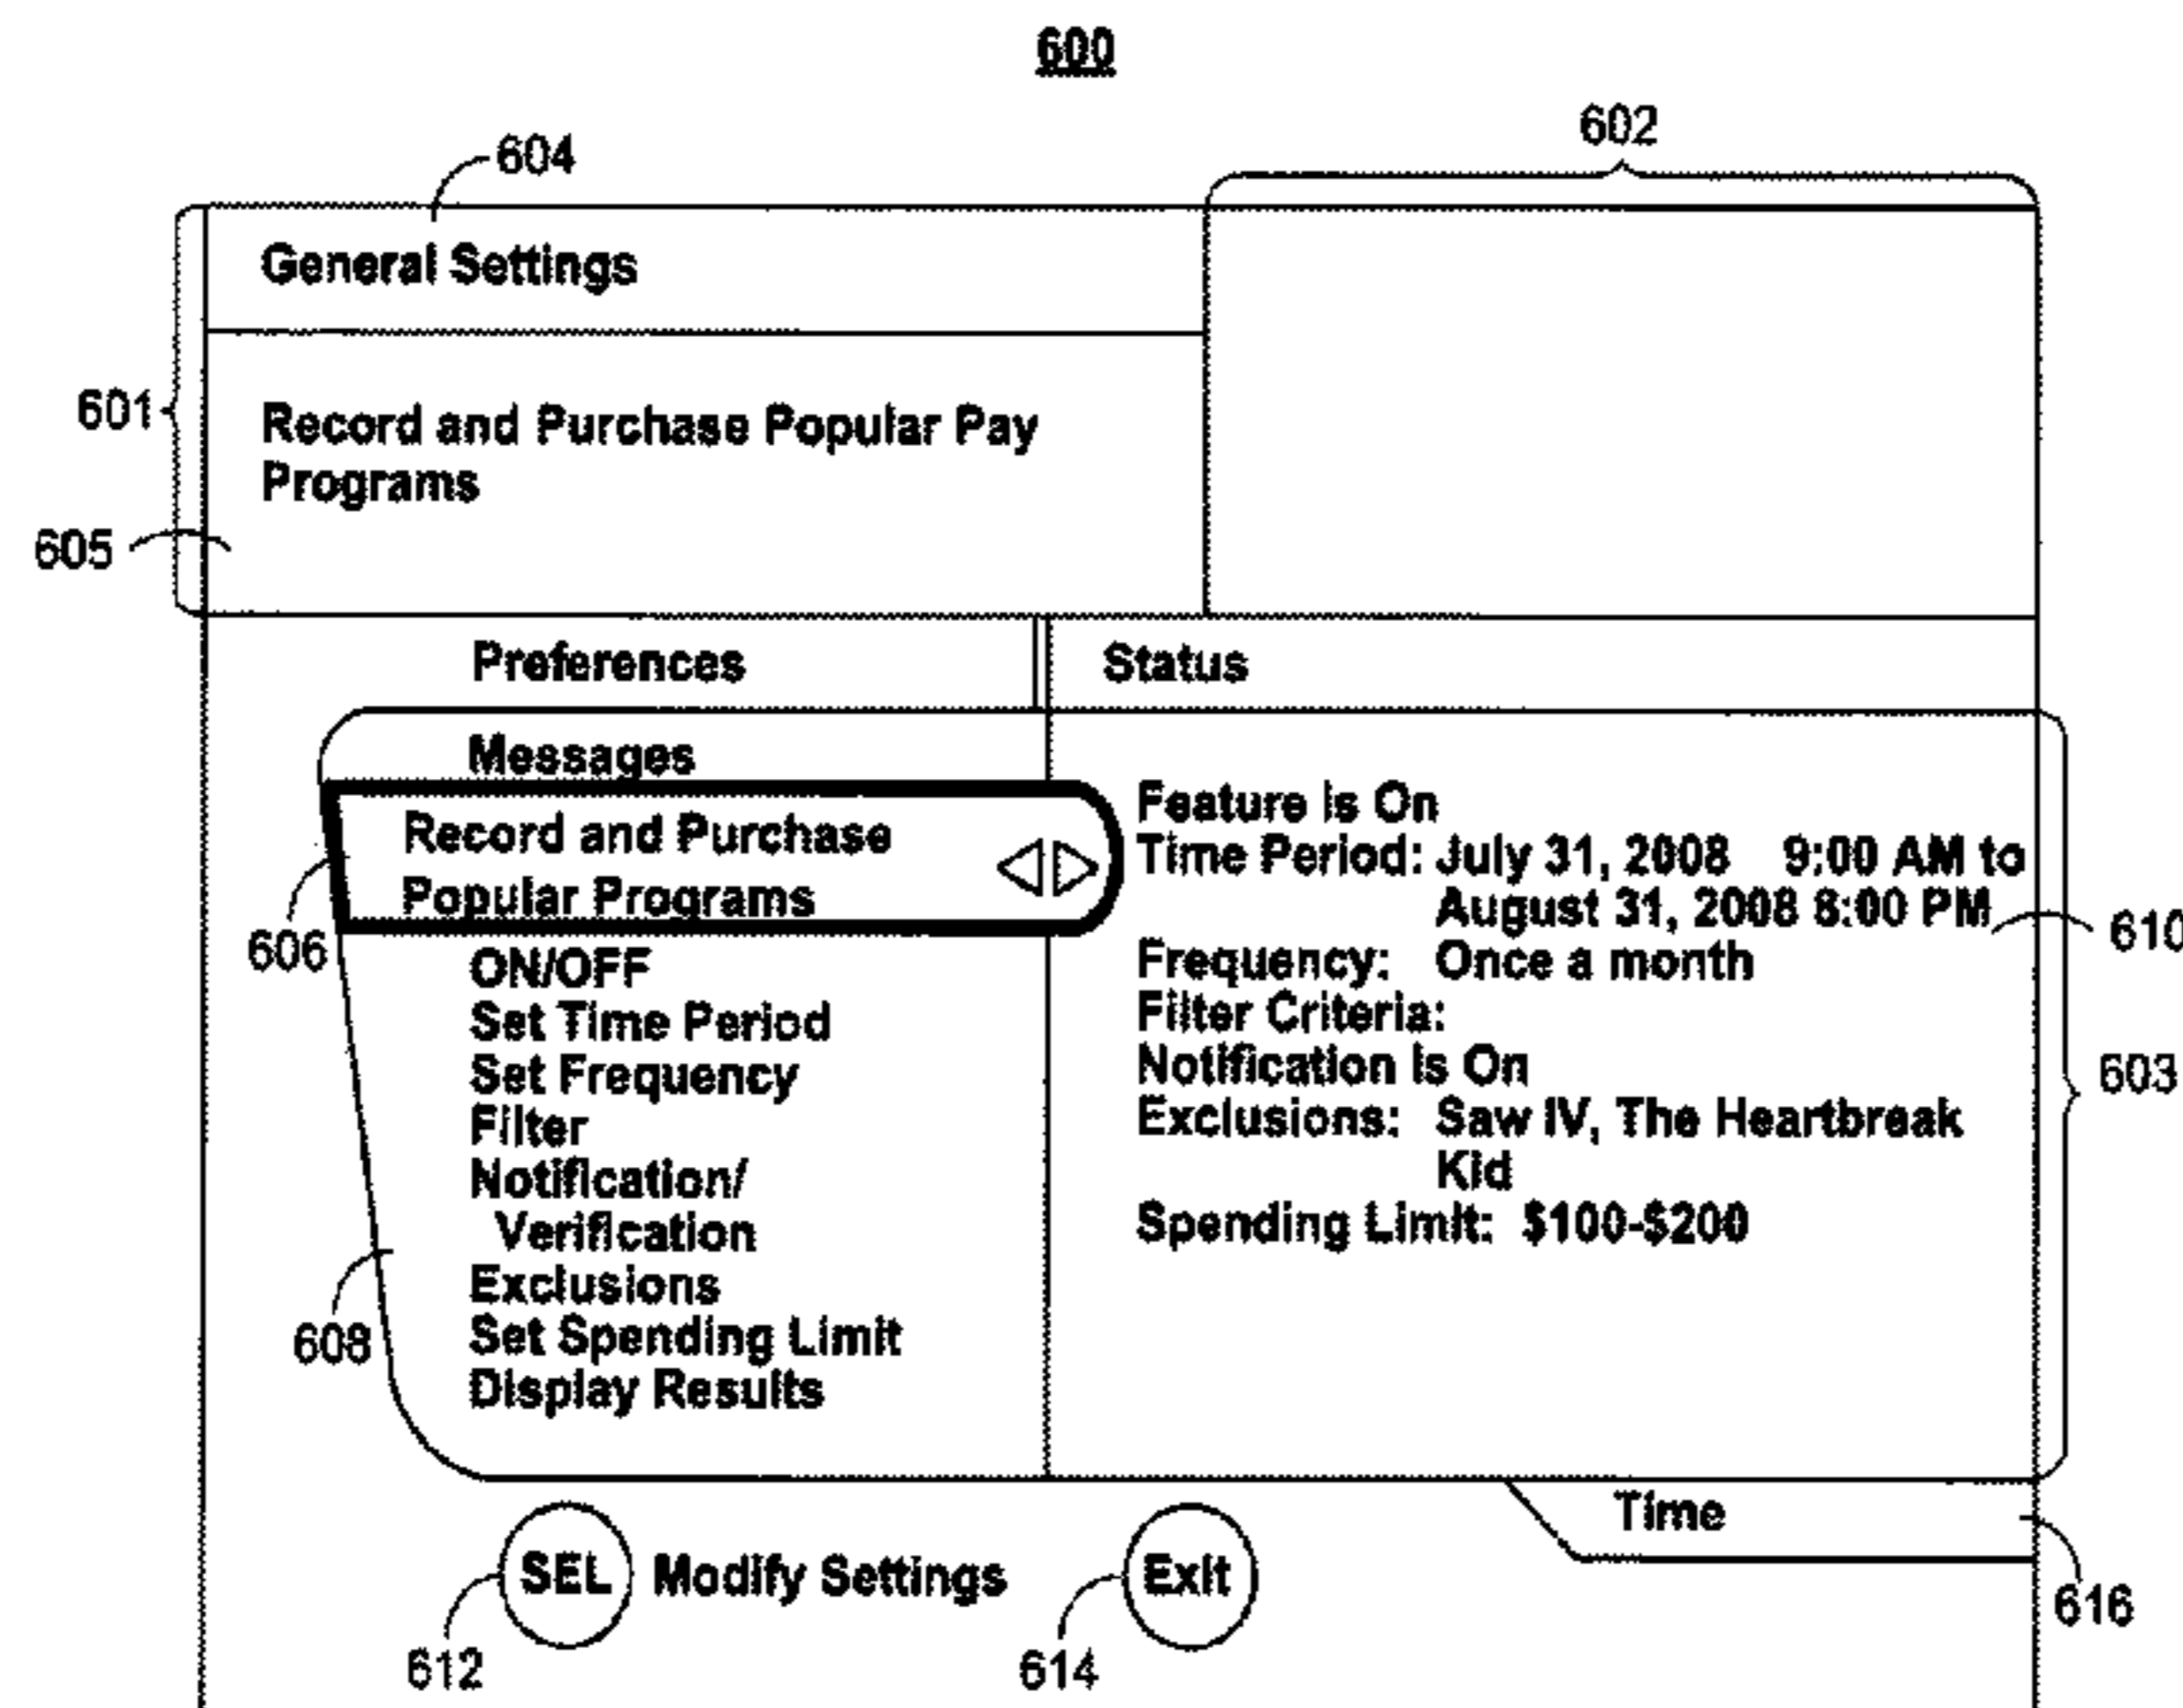 600
604
602
General Settings
601
Record and Purchase Popular Pay
Programs
605
Preferences
Status
Messages
Record and Purchase
Popular Programs
606
ON/OFF
Set Time Period
Set Frequency
Filter
Notification/
Verification
Exclusions
Set Spending Limit
Display Results
608
Feature is On
Time Period: July 31, 2008 9:00 AM to
August 31, 2008 8:00 PM
610
Frequency: Once a month
Filter Criteria:
Notification is On
603
Exclusions: Saw IV, The Heartbreak
Kid
Spending Limit: $100-$200
Time
616
SEL Modify Settings
Exit
612
614